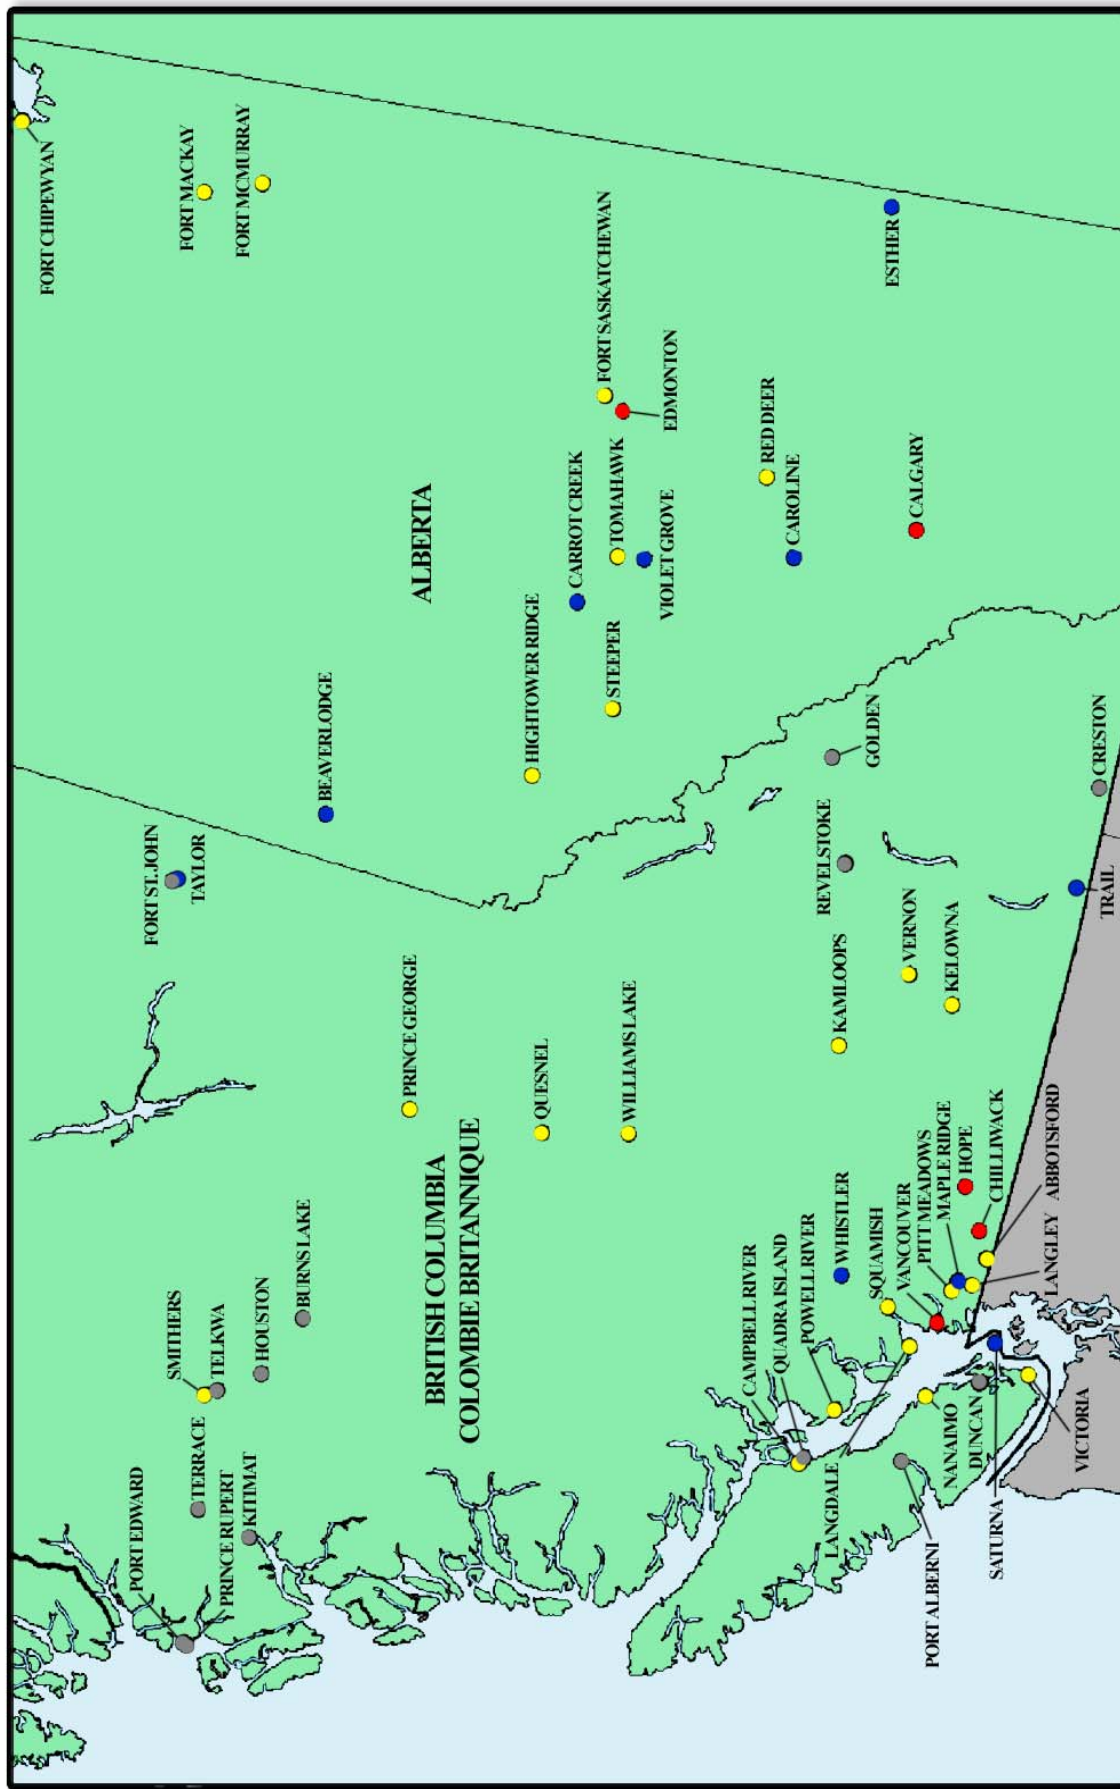 FORT CHIPEWYAN
PORT EDWARD
SMITHERS
FORT ST. JOHN
FORT MACKAY
TERRACE
TELKWA
TAYLOR
PRINCE RUPERT
KITIMAT
HOUSTON
FORT MCMURRAY
BURNS LAKE
BEAVERLODGE
PRINCE GEORGE
ALBERTA
BRITISH COLUMBIA
COLOMBIE BRITANNIQUE
QUESNEL
HIGHTOWER RIDGE
CARROT CREEK
FORT SASKATCHEWAN
STEEPER
TOMAHAWK
WILLIAMS LAKE
VIOLET GROVE
EDMONTON
CAMPBELL RIVER
QUADRA ISLAND
RED DEER
POWELL RIVER
CAROLINE
LANGDALE
WHISTLER
KAMLOOPS
REVELSTOKE
GOLDEN
SQUAMISH
VANCOUVER
VERNON
ESTHER
PITT MEADOWS
CALGARY
PORT ALBERNI
MAPLE RIDGE
NANAIMO
HOPE
KELOWNA
DUNCAN
SATURNA
CHILLIWACK
LANGLEY
ABBOTSFORD
VICTORIA
TRAIL
CRESTON